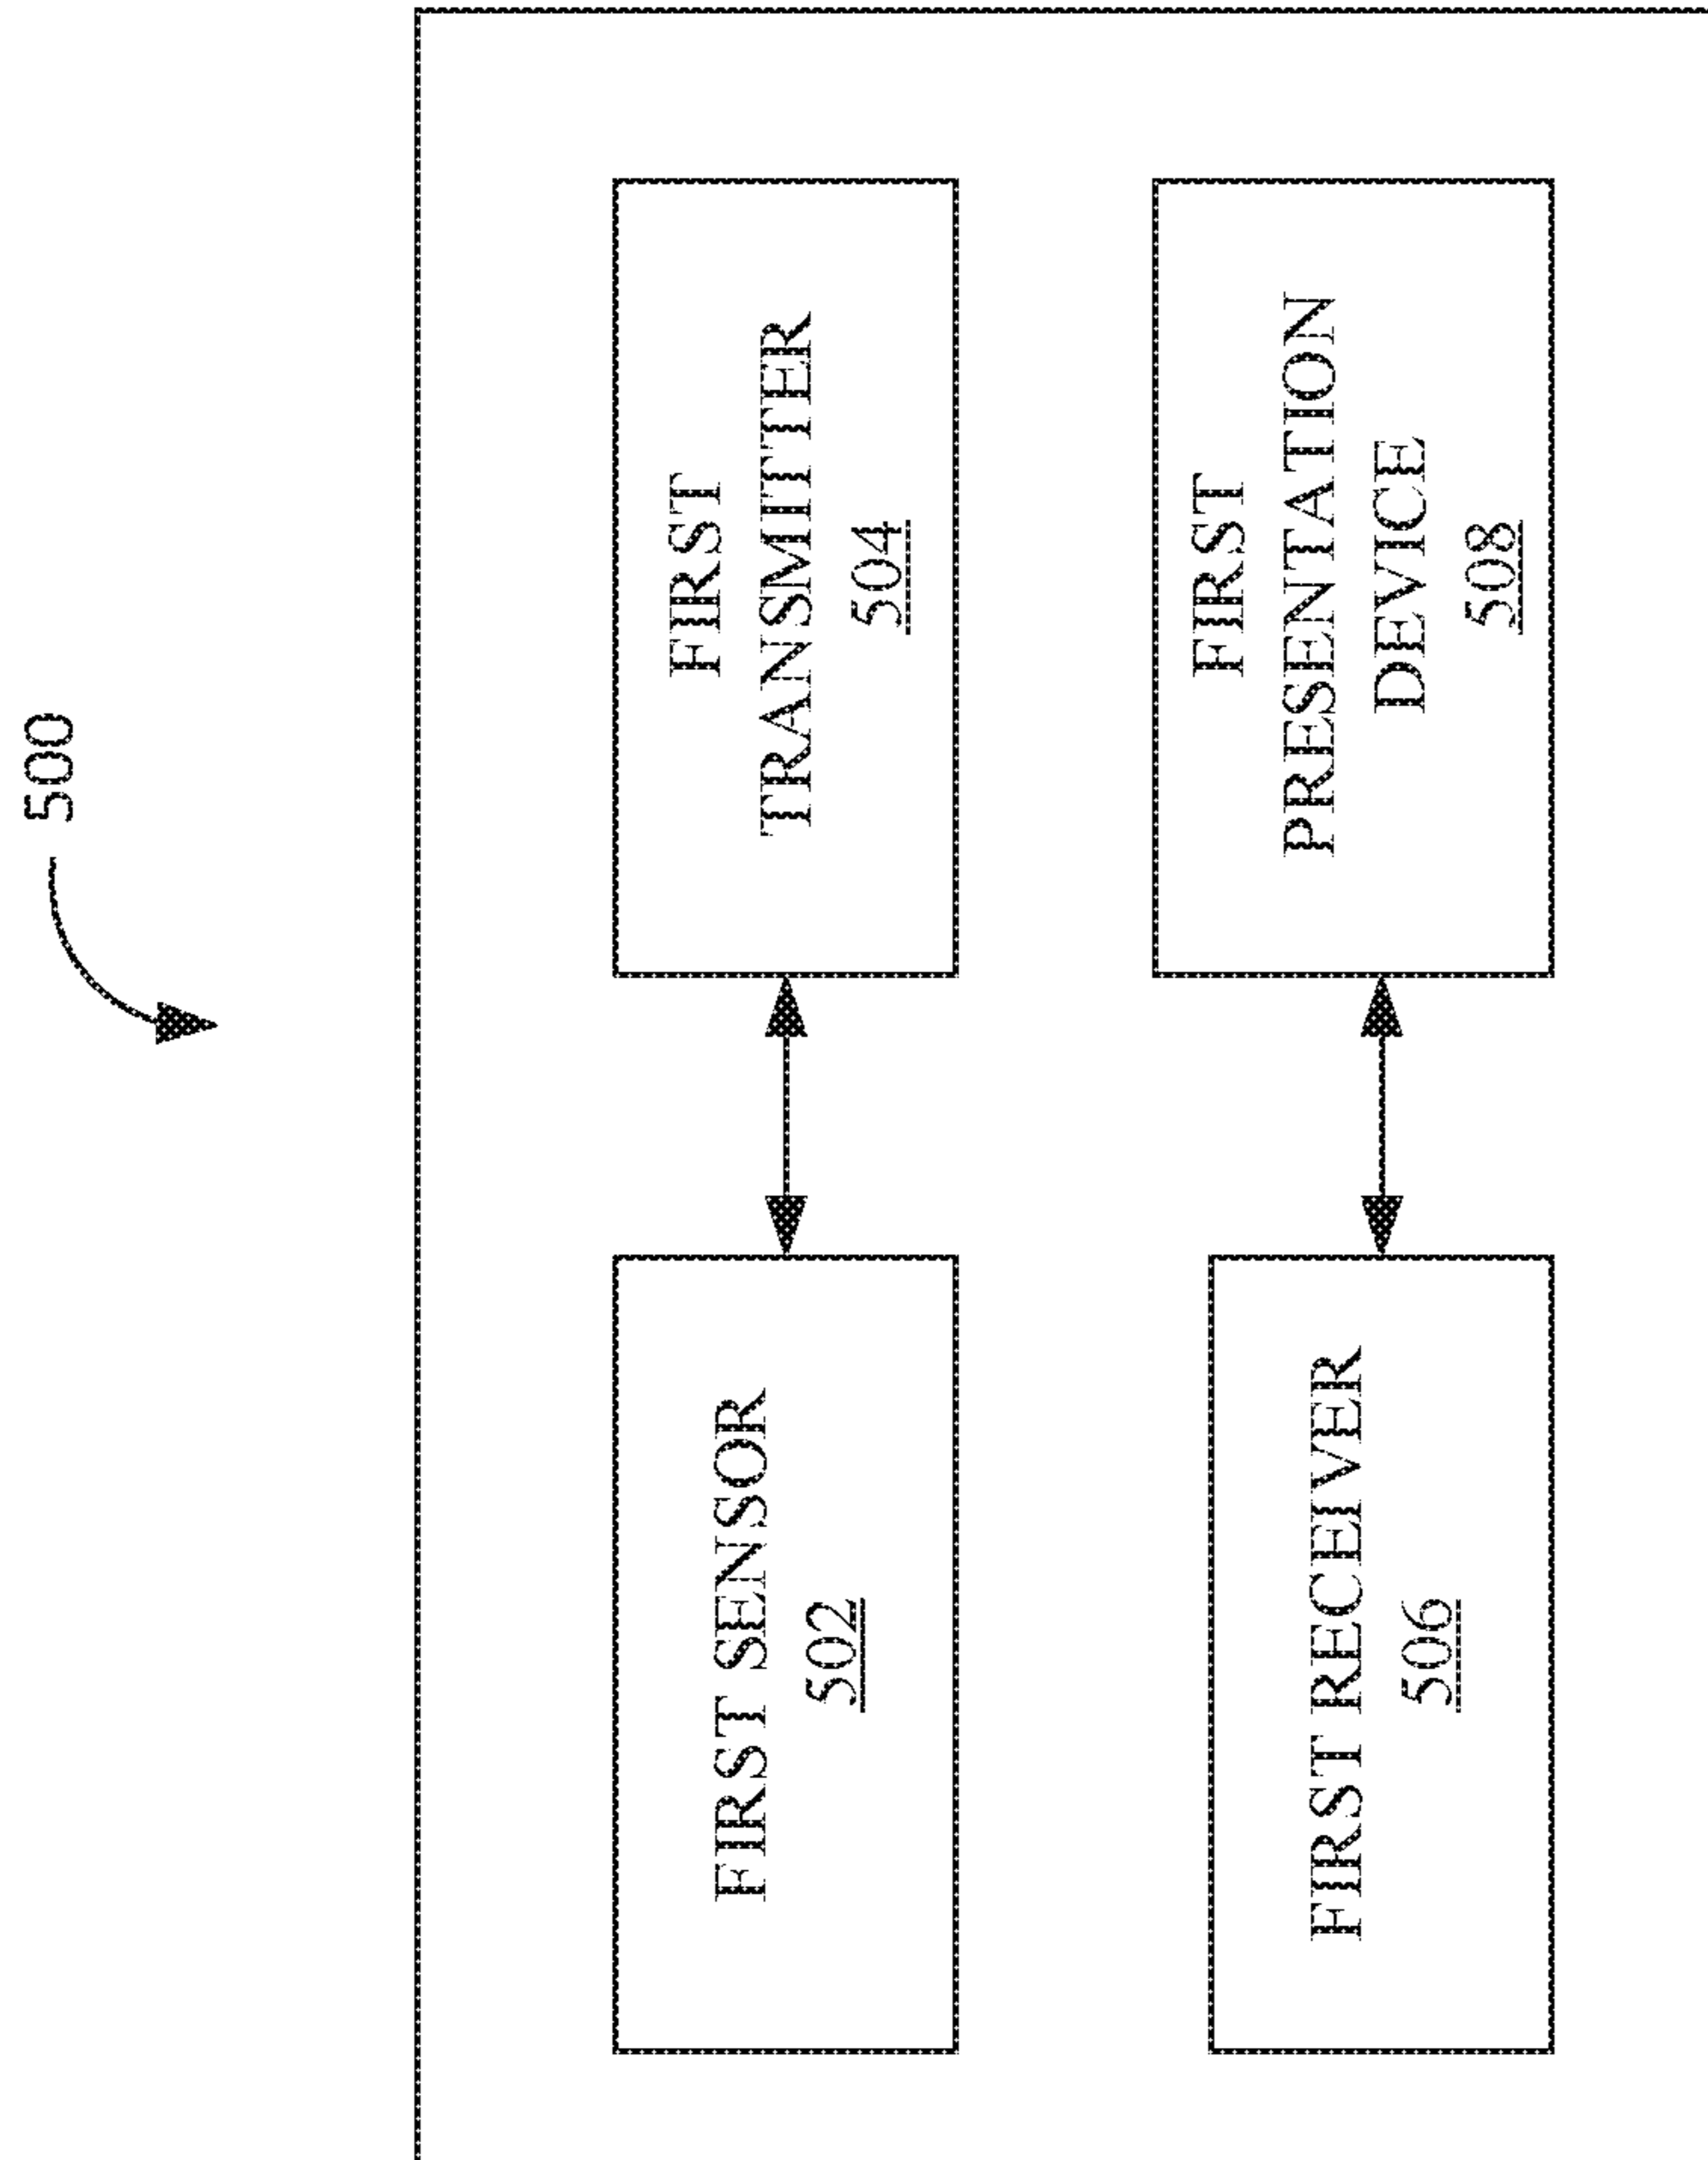 500
FIRST SENSOR
502
FIRST
TRANSMITTER
504
FIRST RECEIVER
506
FIRST
PRESENTATION
DEVICE
508